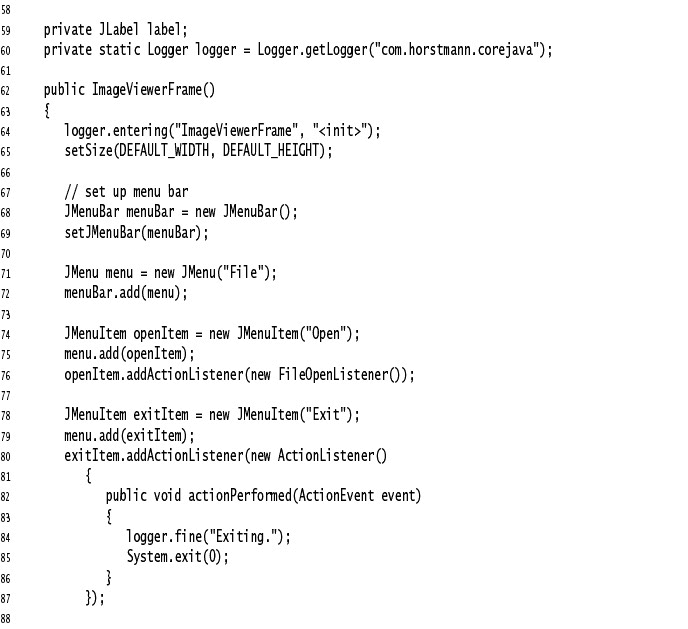 58
59 private JLabel label;
60 private static Logger logger = Logger.getLogger("com.horstmann.corejava");
61
62 public ImageViewerFrame()
63 {
64 logger.entering("ImageViewerFrame", "<init>");
65 setSize(DEFAULT_WIDTH, DEFAULT_HEIGHT);
66
67 // set up menu bar
68 JMenuBar menuBar = new JMenuBar();
69 setJMenuBar(menuBar);
70
71 JMenu menu = new JMenu("File");
72 menuBar.add(menu);
73
74 JMenuItem openItem = new JMenuItem("Open");
75 menu.add(openItem);
76 openItem.addActionListener(new FileOpenListener());
77
78 JMenuItem exitItem = new JMenuItem("Exit");
79 menu.add(exitItem);
80 exitItem.addActionListener(new ActionListener()
81 {
82 public void actionPerformed(ActionEvent event)
83 {
84 logger.fine("Exiting.");
85 System.exit(0);
86 }
87 });
88